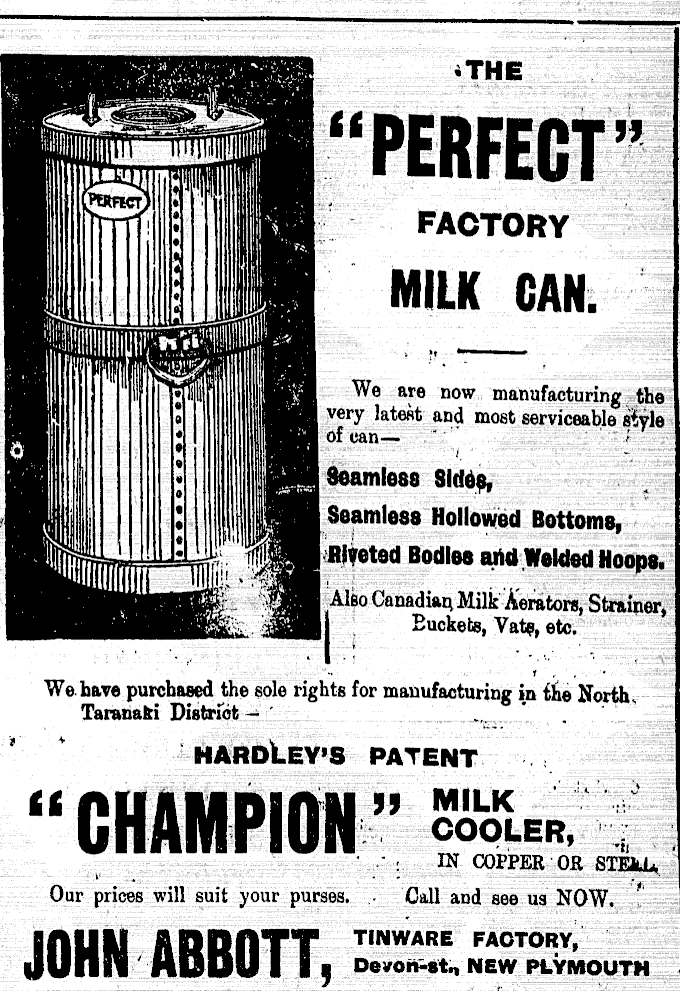 THE
"PERFECT"
FACTORY
MILK CAN.
PERFECT
We are now manufacturing the
very latest and most serviceable style
of can—
Seamless Sides,
Seamless Hollowed Bottoms,
Riveted Bodies and Welded Hoops.
Also Canadian Milk Aerators, Strainer,
Buckets, Vats, etc.
We have purchased the sole rights for manufacturing in the North
Taranaki District —
HARDLEY'S PATENT
"CHAMPION" MILK
COOLER,
IN COPPER OR STEEL.
Our prices will suit your purses. Call and see us NOW.
JOHN ABBOTT, TINWARE FACTORY,
Devon-st., NEW PLYMOUTH